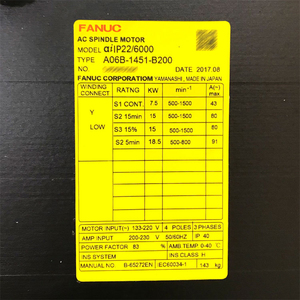 FANUC
AC SPINDLE MOTOR
MODEL αiIP22/6000
TYPE A06B-1451-B200
NO. DATE 2017.08
FANUC CORPORATIOM YAMANASHI, MADE IN JAPAN
WINDING CONNECT RATNG KW min⁻¹ A(~) max
Y LOW
S1 CONT. 7.5 500-1500 43
S2 15min 15 500-1500 80
S3 15% 15 500-1500 80
S2 5min 18.5 500-800 91
MOTOR INPUT(~) 133-220 V 4 POLES 3 PHASES
AMP INPUT 200-230 V 50/60HZ IP 40
POWER FACTOR 83 % AMB TEMP 0-40 °C
INS SYSTEM INS CLASS H
MANUAL NO B-65272EN IEC60034-1 143 kg